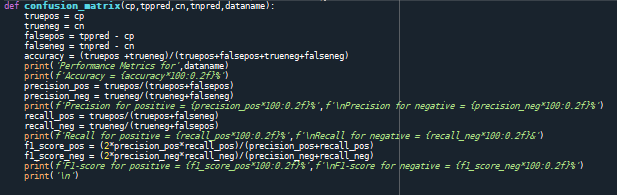 def confusion_matrix(cp,tppred,cn,tnpred,dataname):
    truepos = cp
    trueneg = cn
    falsepos = tppred - cp
    falseneg = tnpred - cn
    accuracy = (truepos +trueneg)/(truepos+falsepos+trueneg+falseneg)
    print('Performance Metrics for',dataname)
    print(f'Accuracy = {accuracy*100:0.2f}%')
    precision_pos = truepos/(truepos+falsepos)
    precision_neg = trueneg/(trueneg+falseneg)
    print(f'Precision for positive = {precision_pos*100:0.2f}%',f'\nPrecision for negative = {precision_neg*100:0.2f}%')
    recall_pos = truepos/(truepos+falseneg)
    recall_neg = trueneg/(trueneg+falsepos)
    print(f'Recall for positive = {recall_pos*100:0.2f}%',f'\nRecall for negative = {recall_neg*100:0.2f}&')
    f1_score_pos = (2*precision_pos*recall_pos)/(precision_pos+recall_pos)
    f1_score_neg = (2*precision_neg*recall_neg)/(precision_neg+recall_neg)
    print(f'F1-score for positive = {f1_score_pos*100:0.2f}%',f'\nF1-score for negative = {f1_score_neg*100:0.2f}%')
    print('\n')